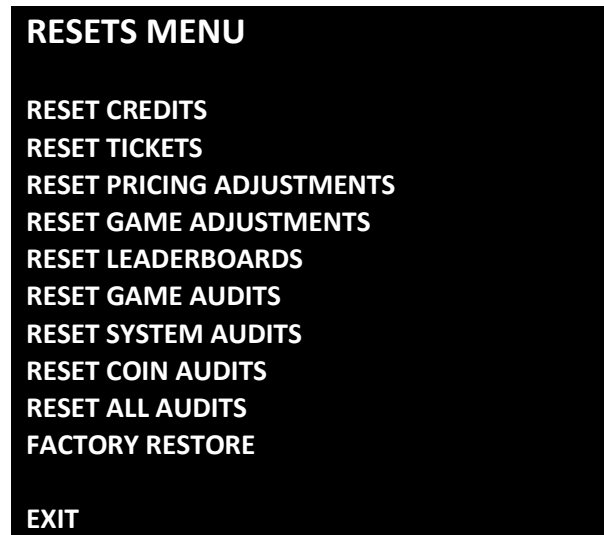 RESETS MENU
RESET CREDITS
RESET TICKETS
RESET PRICING ADJUSTMENTS
RESET GAME ADJUSTMENTS
RESET LEADERBOARDS
RESET GAME AUDITS
RESET SYSTEM AUDITS
RESET COIN AUDITS
RESET ALL AUDITS
FACTORY RESTORE
EXIT